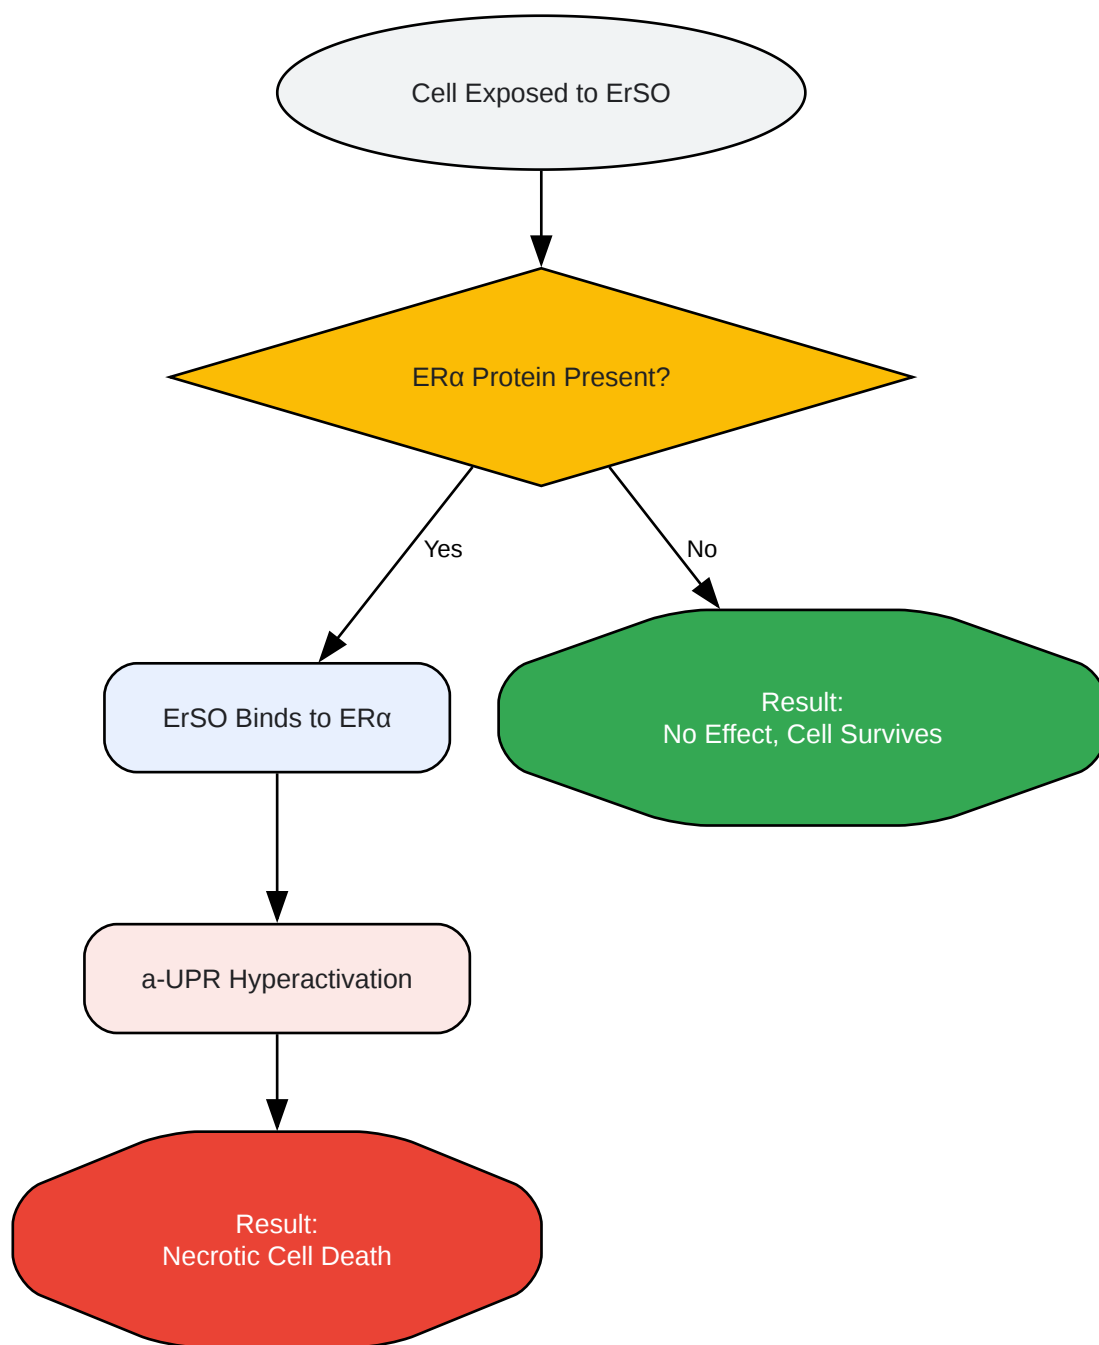 Cell Exposed to ErSO
ERα Protein Present?
Yes
No
ErSO Binds to ERα
Result:
No Effect, Cell Survives
a-UPR Hyperactivation
Result:
Necrotic Cell Death